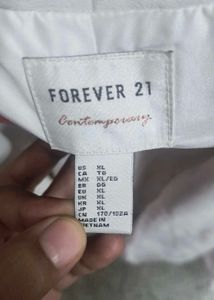 FOREVER 21
Contemporary
US XL
CA TG
MX XL/EG
BR GG
EU XL
UK XL
KR XL
JP XL
CN 170/102A
MADE IN
VIETNAM